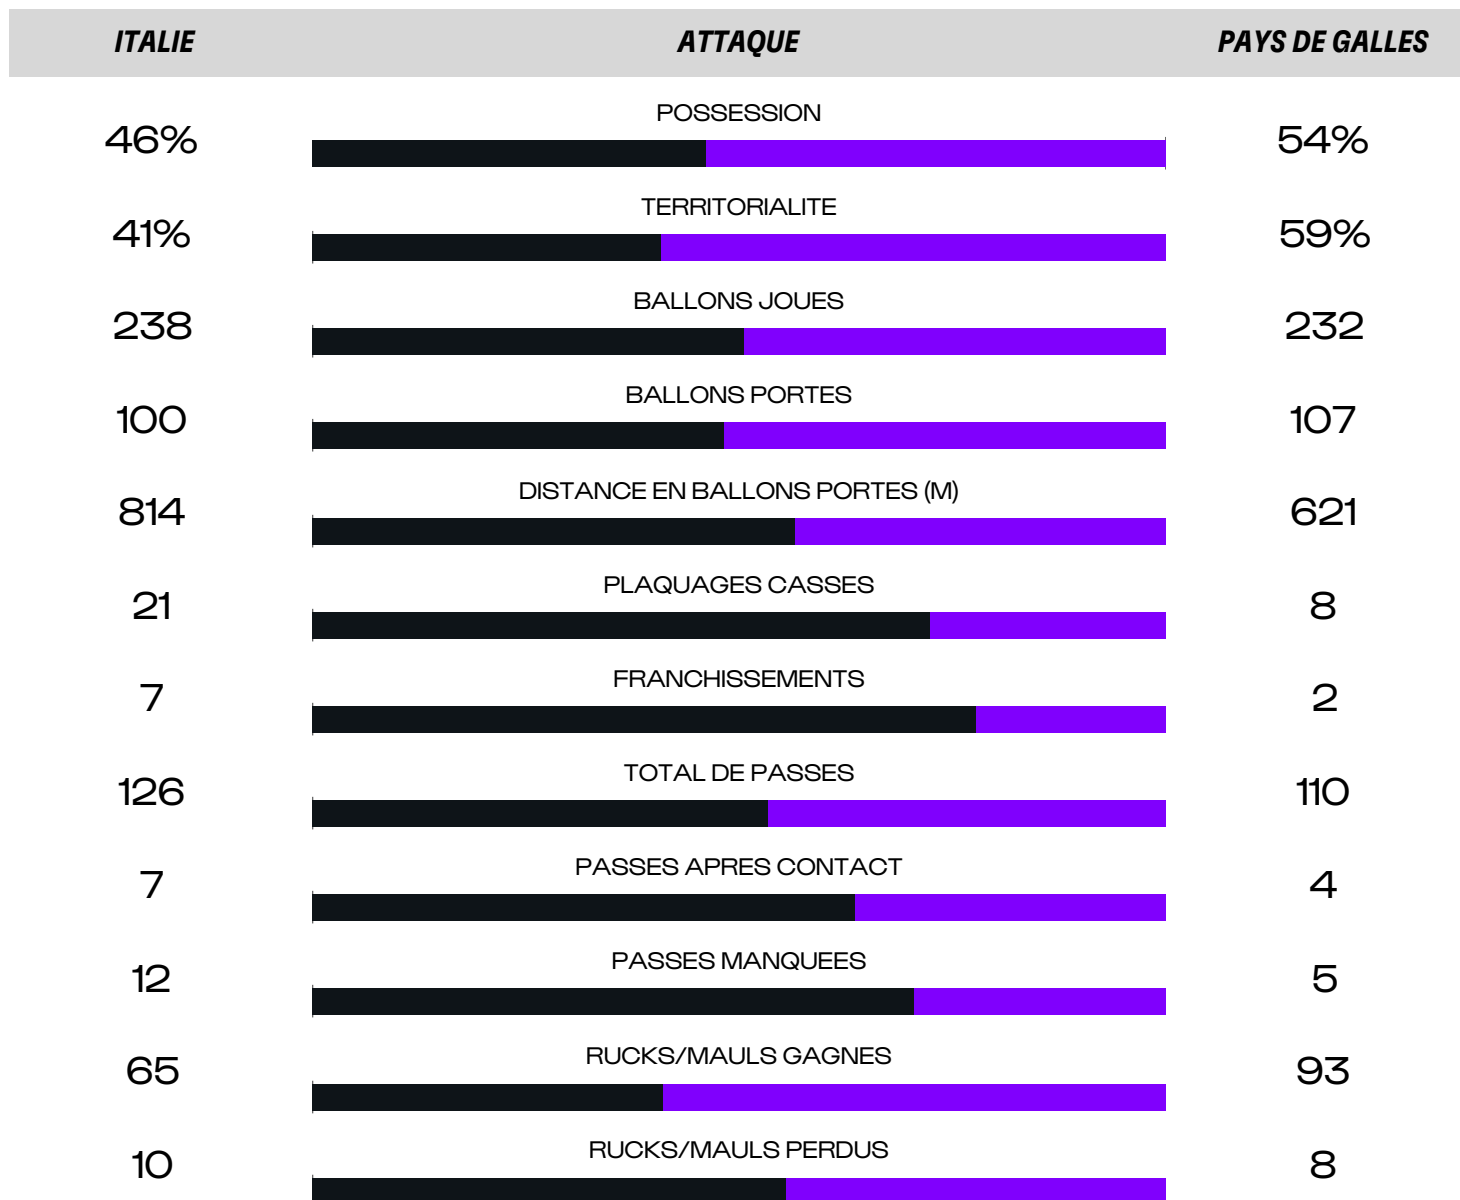 ITALIE ATTAQUE PAYS DE GALLES
POSSESSION
46% 54%
TERRITORIALITE
41% 59%
BALLONS JOUES
238 232
BALLONS PORTES
100 107
DISTANCE EN BALLONS PORTES (M)
814 621
PLAQUAGES CASSES
21 8
FRANCHISSEMENTS
7 2
TOTAL DE PASSES
126 110
PASSES APRES CONTACT
7 4
PASSES MANQUEES
12 5
RUCKS/MAULS GAGNES
65 93
RUCKS/MAULS PERDUS
10 8